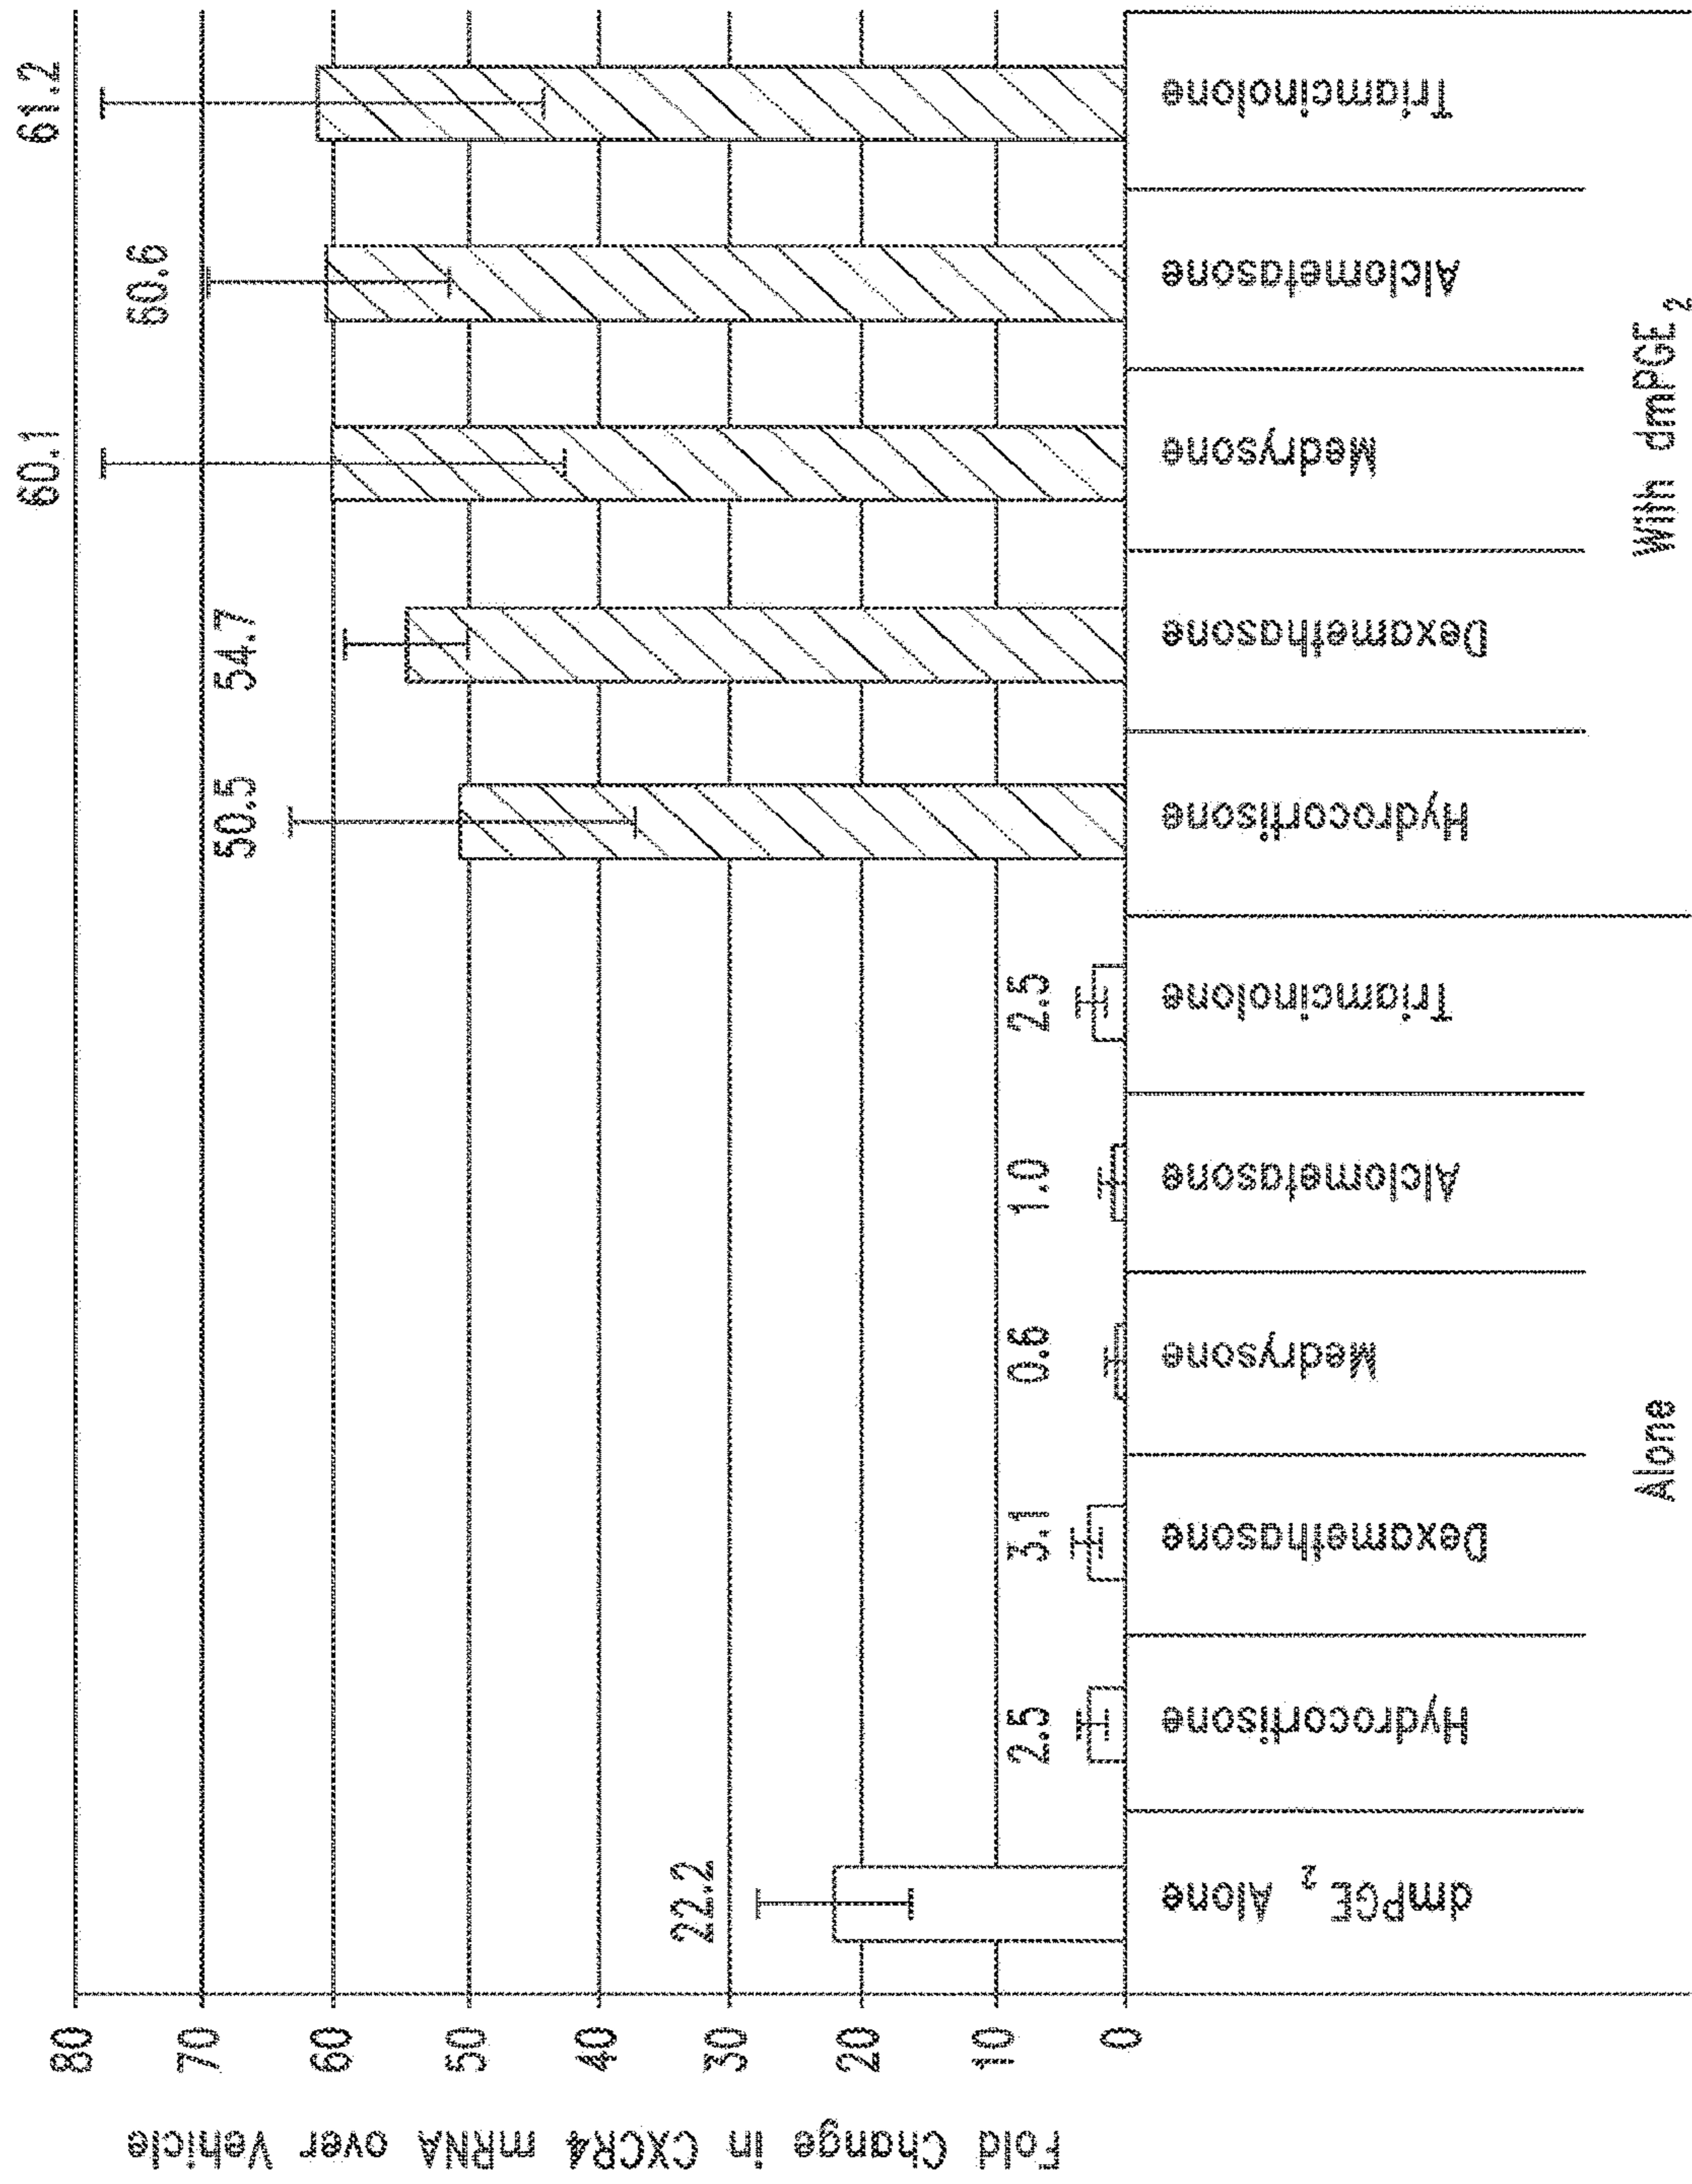 Fold Change in CXCR4 mRNA over Vehicle
80
70
60
50
40
30
20
10
0
22.2
2.5
3.1
0.6
1.0
2.5
50.5
54.7
60.1
60.6
61.2
dmPGE₂ Alone
Hydrocortisone
Dexamethasone
Medrysone
Alclometasone
Triamcinolone
Hydrocortisone
Dexamethasone
Medrysone
Alclometasone
Triamcinolone
Alone
With dmPGE₂